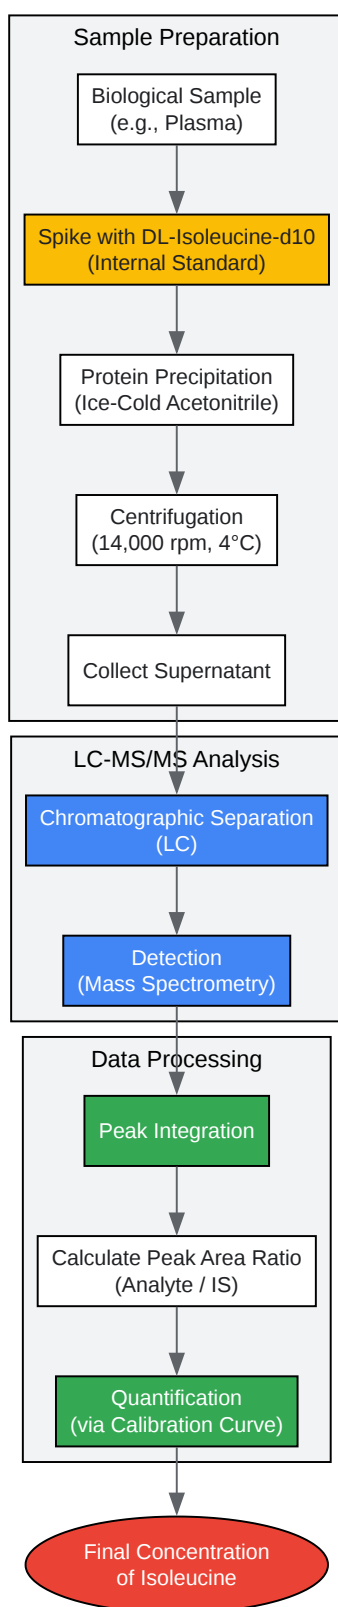 Sample Preparation
Biological Sample
(e.g., Plasma)
Spike with DL-Isoleucine-d10
(Internal Standard)
Protein Precipitation
(Ice-Cold Acetonitrile)
Centrifugation
(14,000 rpm, 4°C)
Collect Supernatant
LC-MS/MS Analysis
Chromatographic Separation
(LC)
Detection
(Mass Spectrometry)
Data Processing
Peak Integration
Calculate Peak Area Ratio
(Analyte / IS)
Quantification
(via Calibration Curve)
Final Concentration
of Isoleucine